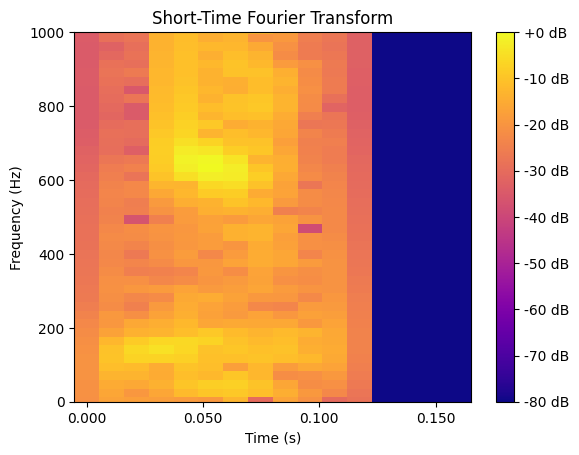 Short-Time Fourier Transform
1000
800
600
400
200
0
Frequency (Hz)
0.000
0.050
0.100
0.150
Time (s)
+0 dB
-10 dB
-20 dB
-30 dB
-40 dB
-50 dB
-60 dB
-70 dB
-80 dB